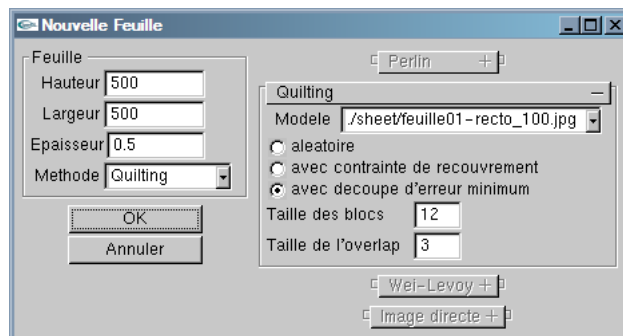 Nouvelle Feuille
Feuille
Hauteur 500
Largeur 500
Epaisseur 0.5
Methode Quilting
OK
Annuler
Perlin +
Quilting −
Modele ./sheet/feuille01-recto_100.jpg
aleatoire
avec contrainte de recouvrement
avec decoupe d'erreur minimum
Taille des blocs 12
Taille de l'overlap 3
Wei-Levoy +
Image directe +